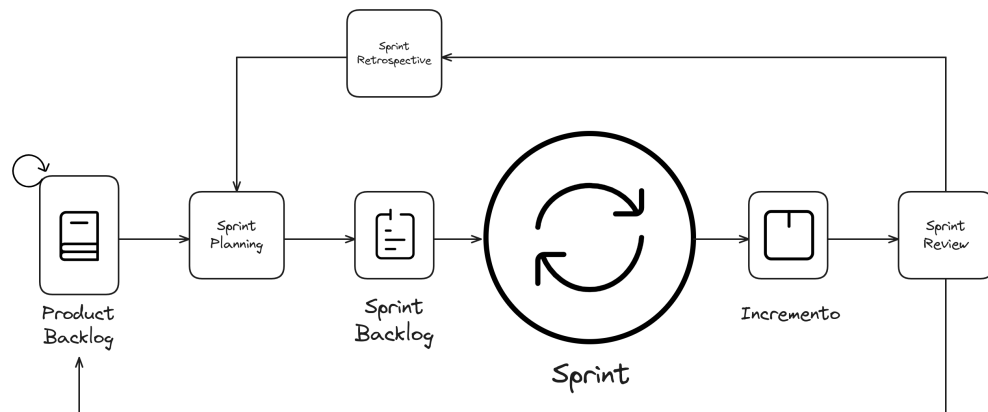 Sprint
Retrospective
Sprint
Planning
Sprint
Review
Product
Backlog
Sprint
Backlog
Sprint
Incremento